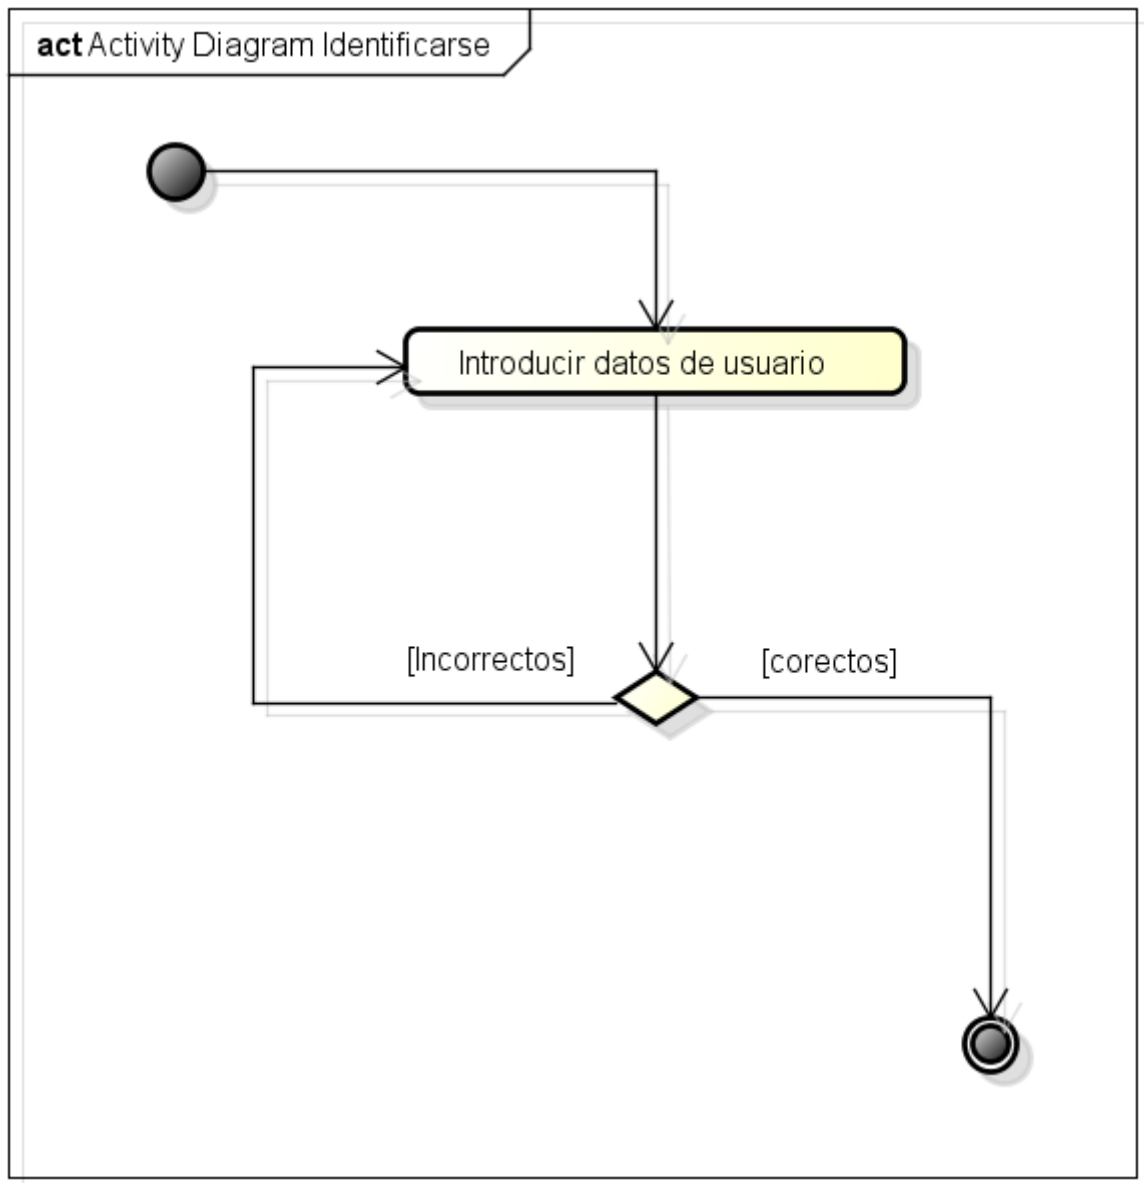 act Activity Diagram Identificarse
Introducir datos de usuario
[Incorrectos]
[corectos]